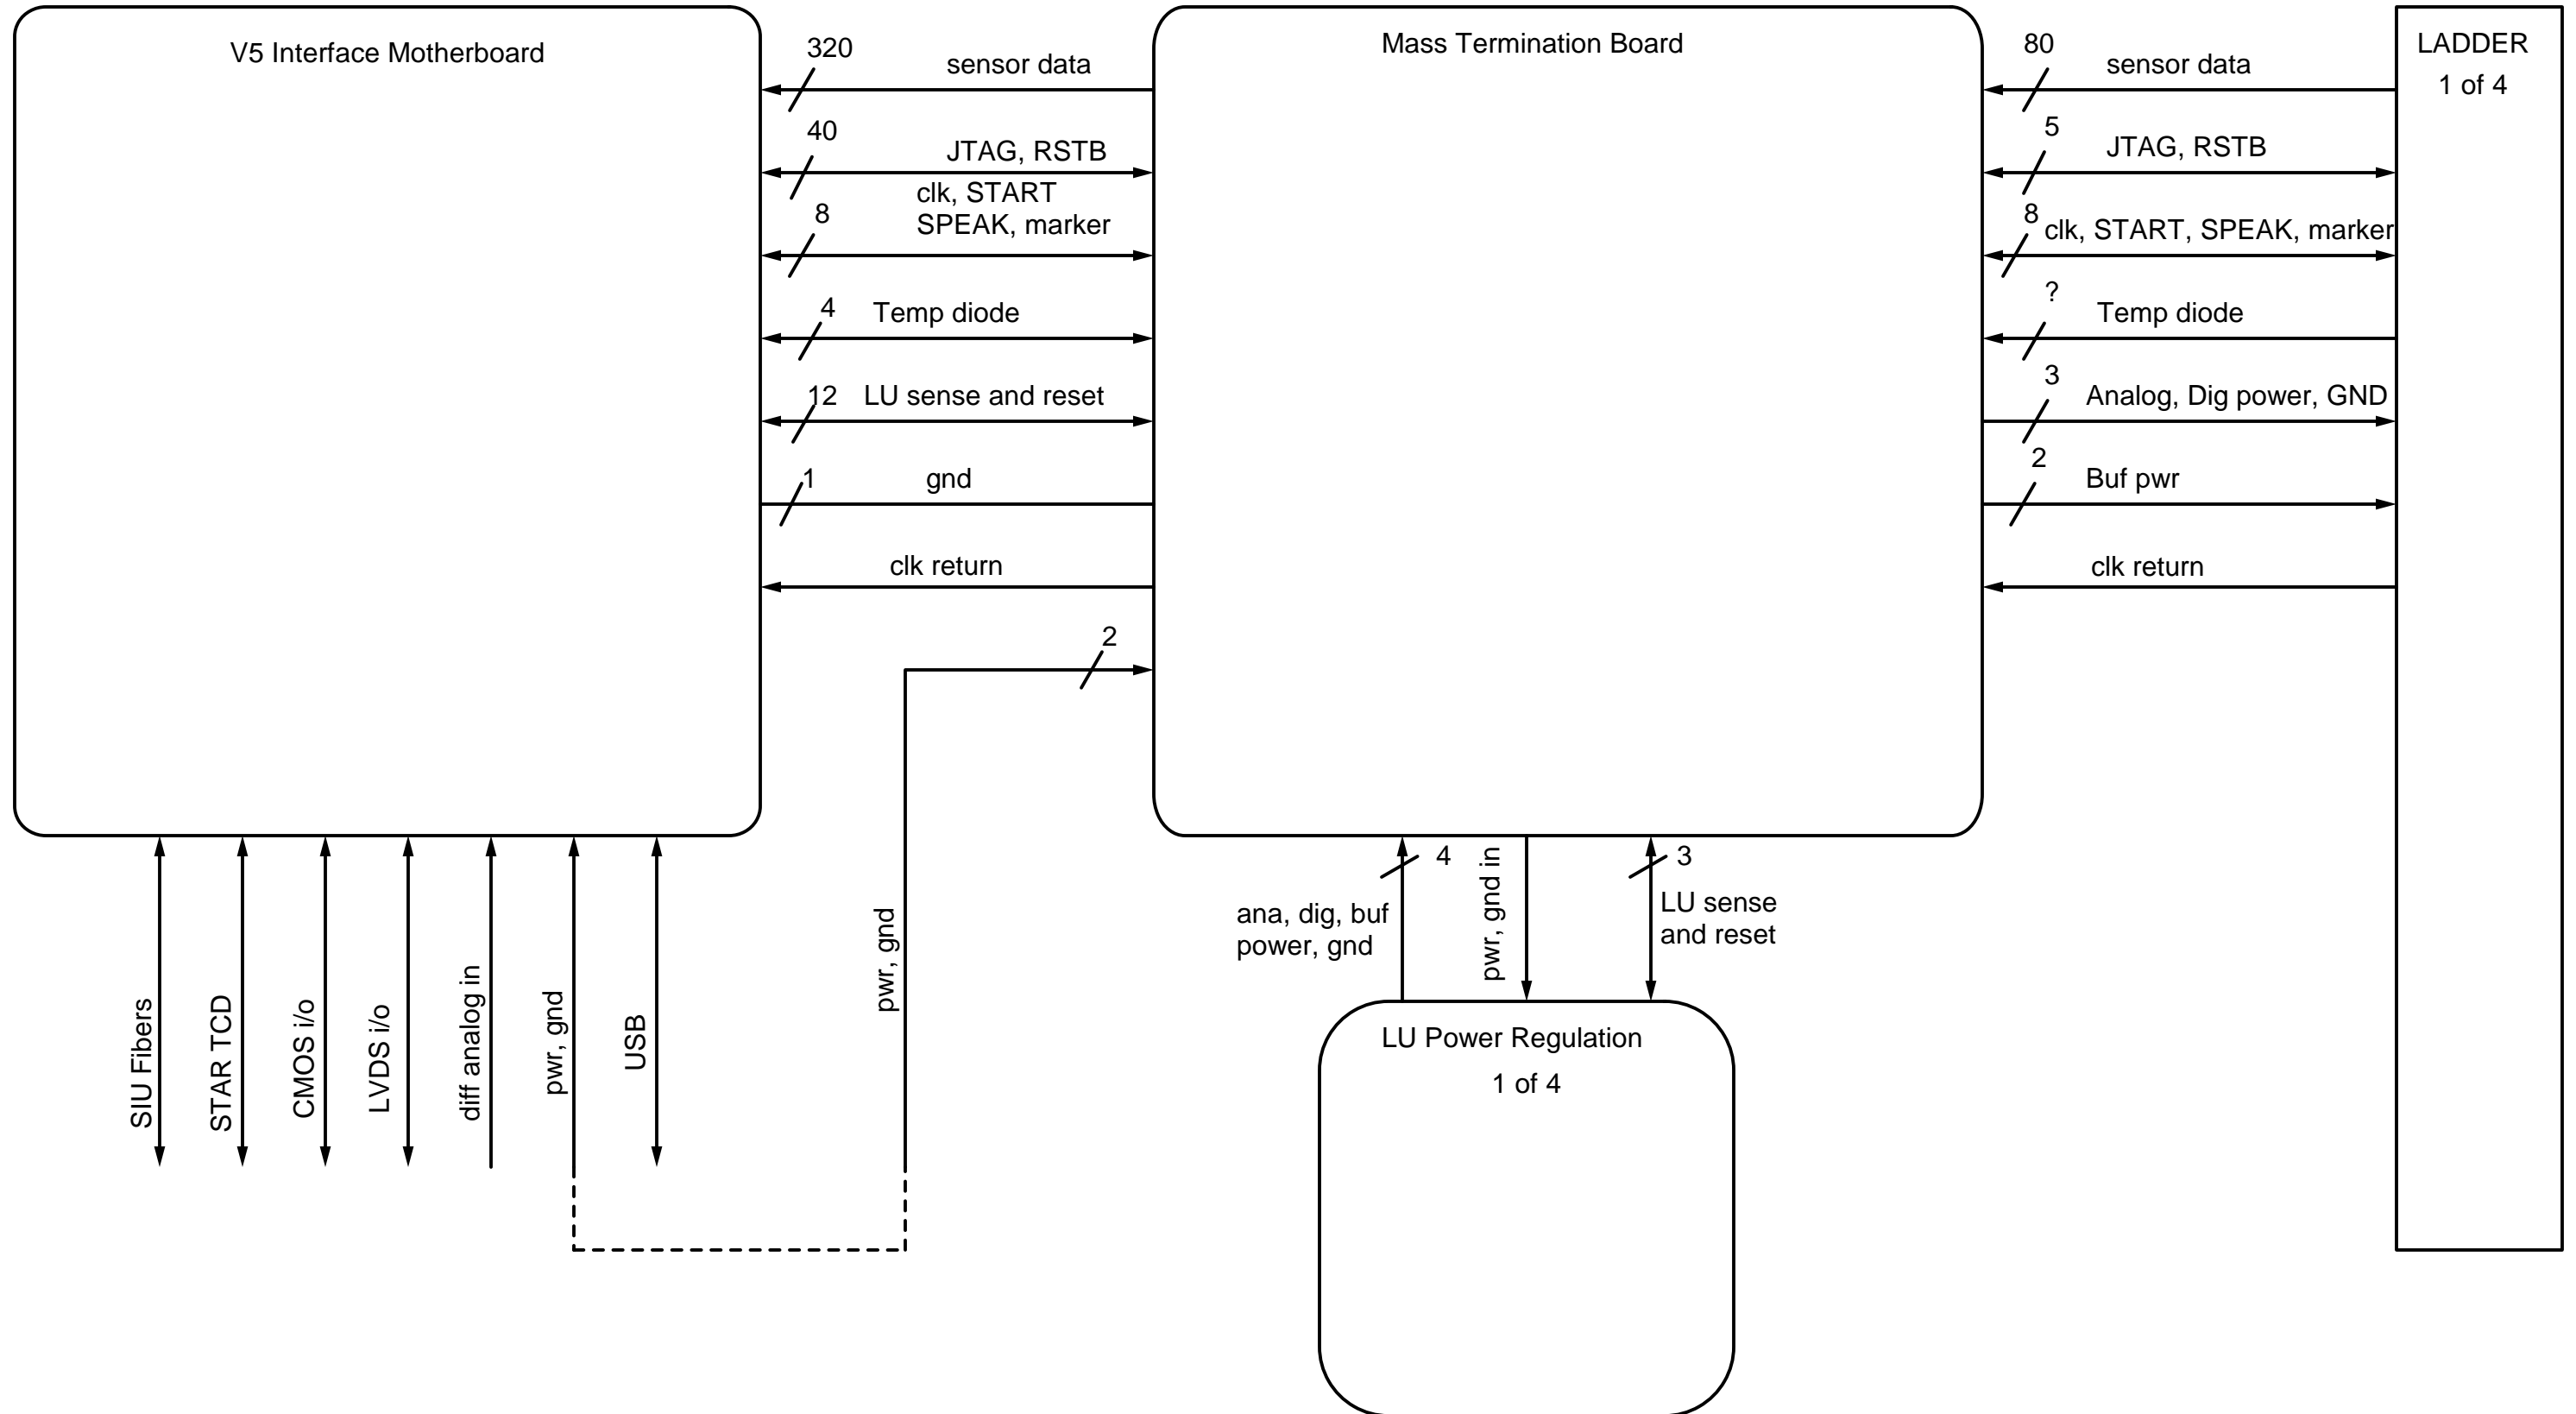 V5 Interface Motherboard
320
sensor data
40
JTAG, RSTB
clk, START
8
SPEAK, marker
4
Temp diode
12
LU sense and reset
1
gnd
clk return
2
Mass Termination Board
80
sensor data
5
JTAG, RSTB
8
clk, START, SPEAK, marker
?
Temp diode
3
Analog, Dig power, GND
2
Buf pwr
clk return
LADDER
1 of 4
SIU Fibers
STAR TCD
CMOS i/o
LVDS i/o
diff analog in
pwr, gnd
USB
pwr, gnd
4
ana, dig, buf
power, gnd
pwr, gnd in
3
LU sense
and reset
LU Power Regulation
1 of 4